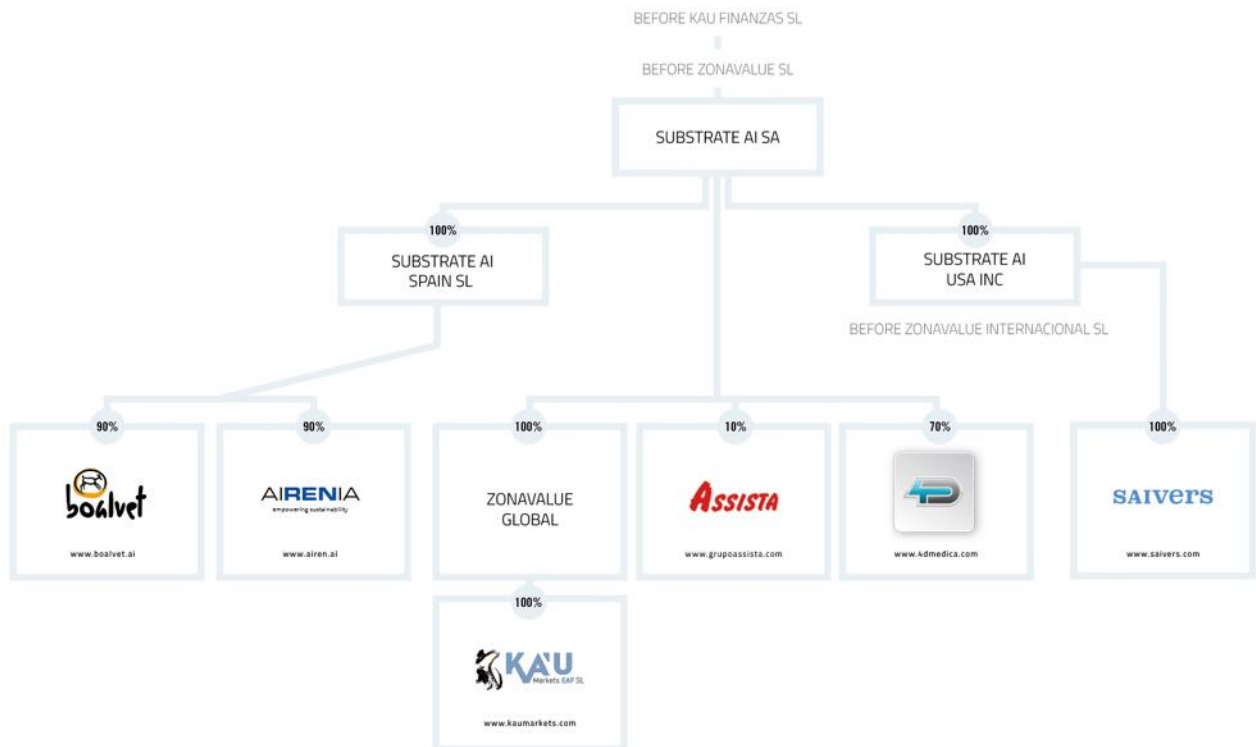 BEFORE KAU FINANZAS SL
BEFORE ZONAVALUE SL
SUBSTRATE AI SA
100%
SUBSTRATE AI
SPAIN SL
100%
SUBSTRATE AI
USA INC
BEFORE ZONAVALUE INTERNACIONAL SL
90%
boalvet
www.boalvet.ai
90%
AIRENIA
empowering sustainability
www.airen.ai
100%
ZONAVALUE
GLOBAL
10%
ASSISTA
www.grupoassista.com
70%
4D
www.4dmedica.com
100%
SAIVERS
www.saivers.com
100%
KA'U
Markets EAF SL
www.kaumarkets.com